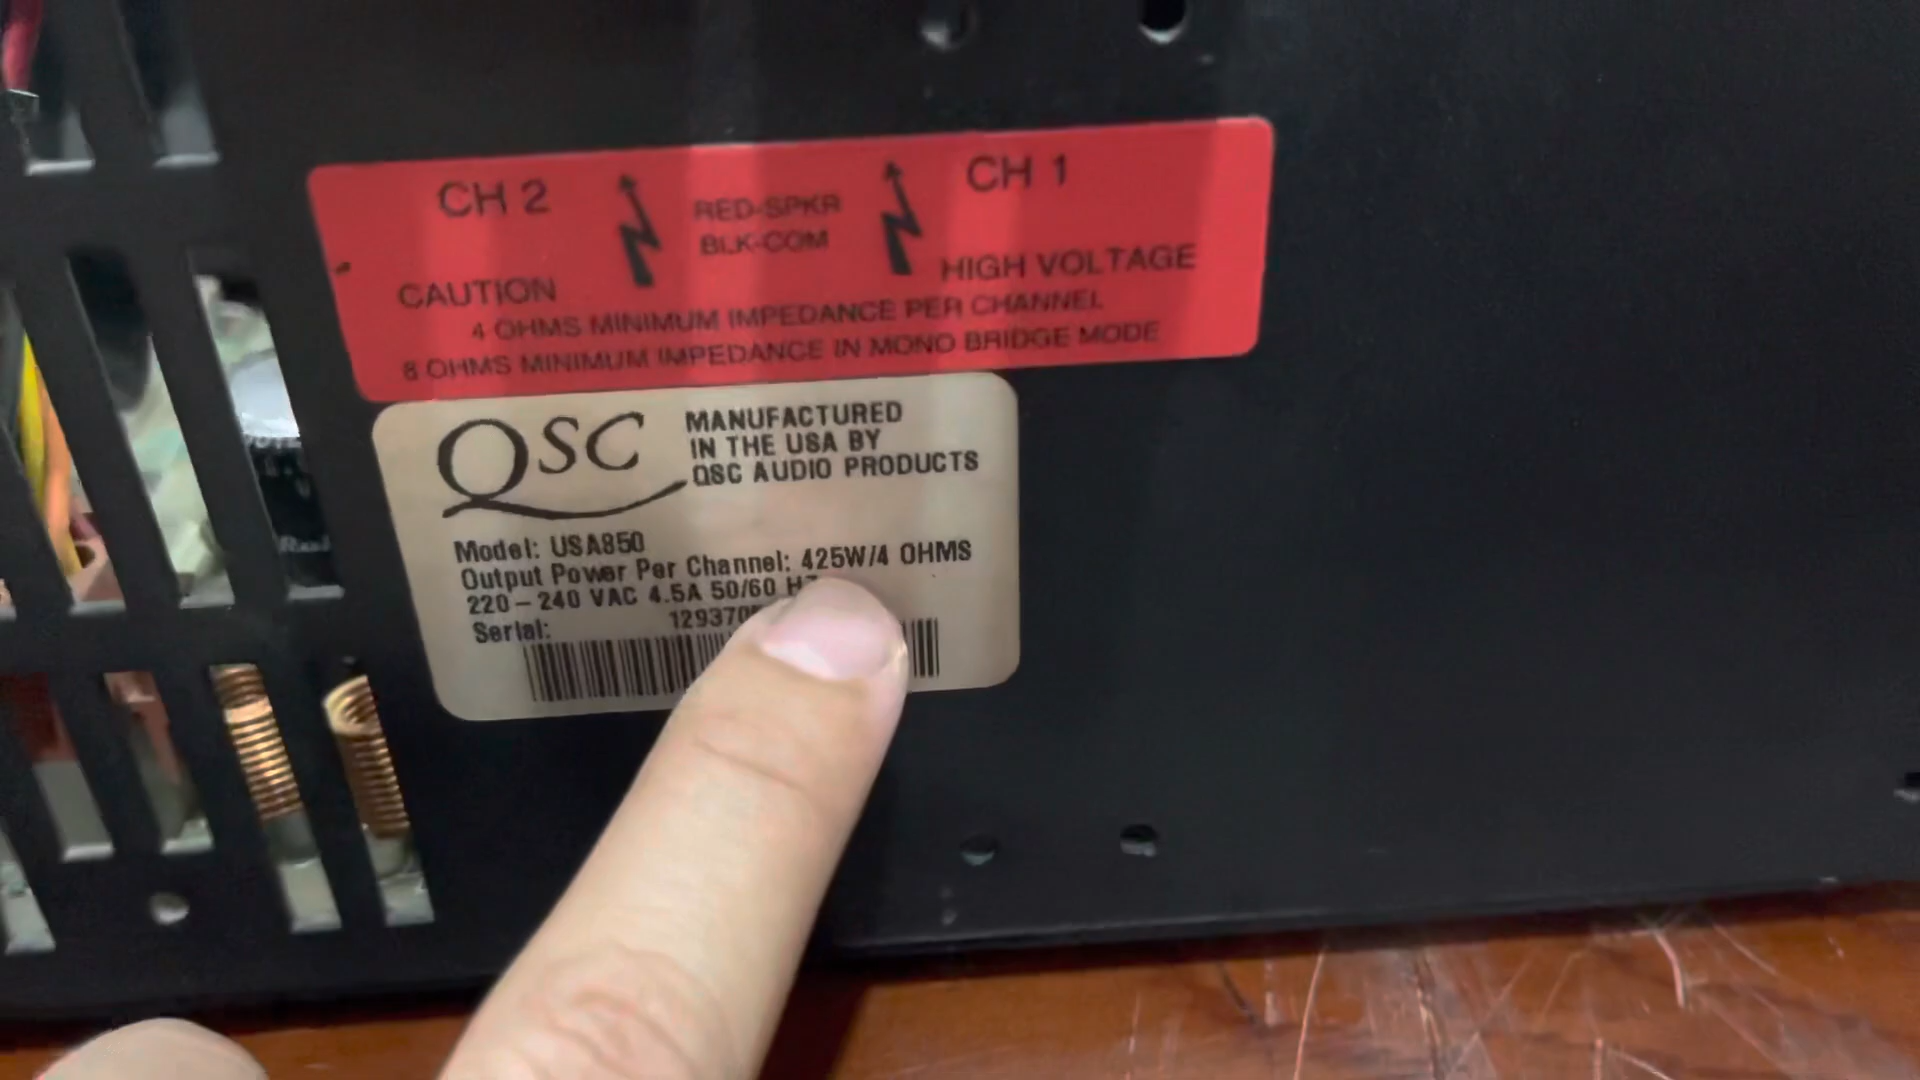 CH 2
RED-SPKR
CH 1
BLK-COM
CAUTION
HIGH VOLTAGE
4 OHMS MINIMUM IMPEDANCE PER CHANNEL
8 OHMS MINIMUM IMPEDANCE IN MONO BRIDGE MODE
QSC
MANUFACTURED
IN THE USA BY
QSC AUDIO PRODUCTS
Model: USA850
Output Power Per Channel: 425W/4 OHMS
220-240 VAC 4.5A 50/60
Serial: